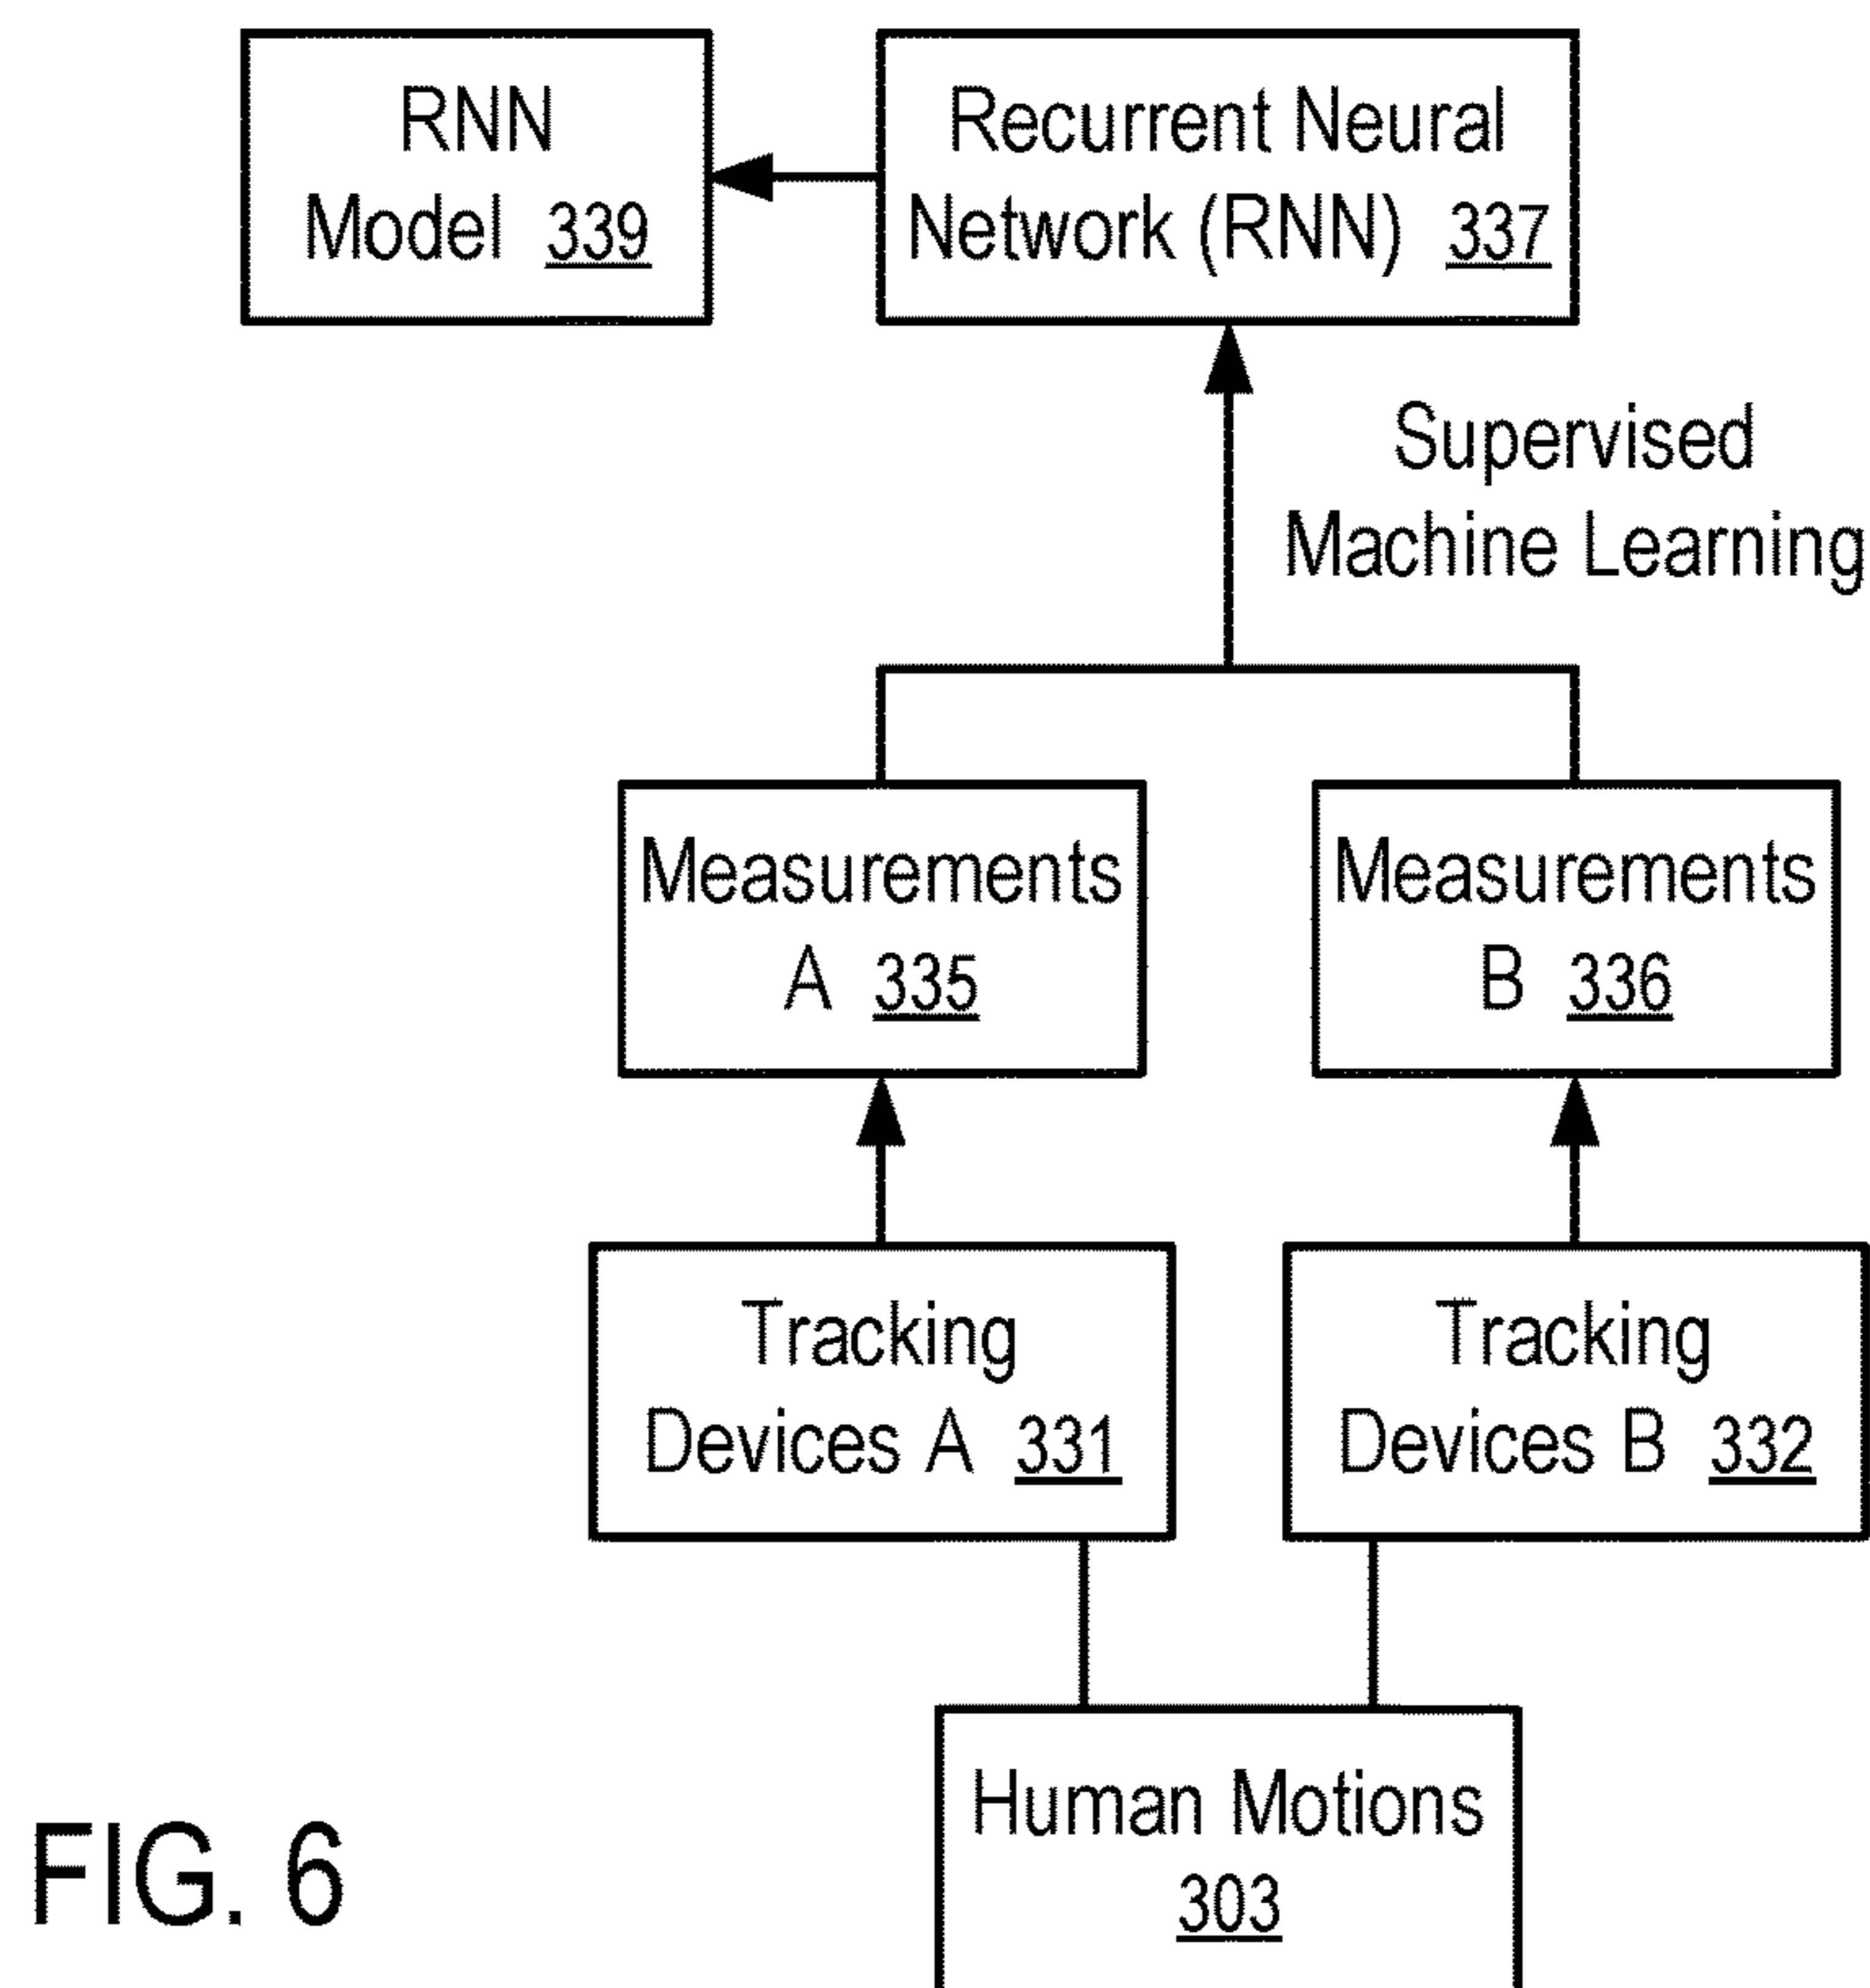 RNN
Model 339
Recurrent Neural
Network (RNN) 337
Supervised
Machine Learning
Measurements
A 335
Measurements
B 336
Tracking
Devices A 331
Tracking
Devices B 332
Human Motions
303
FIG. 6